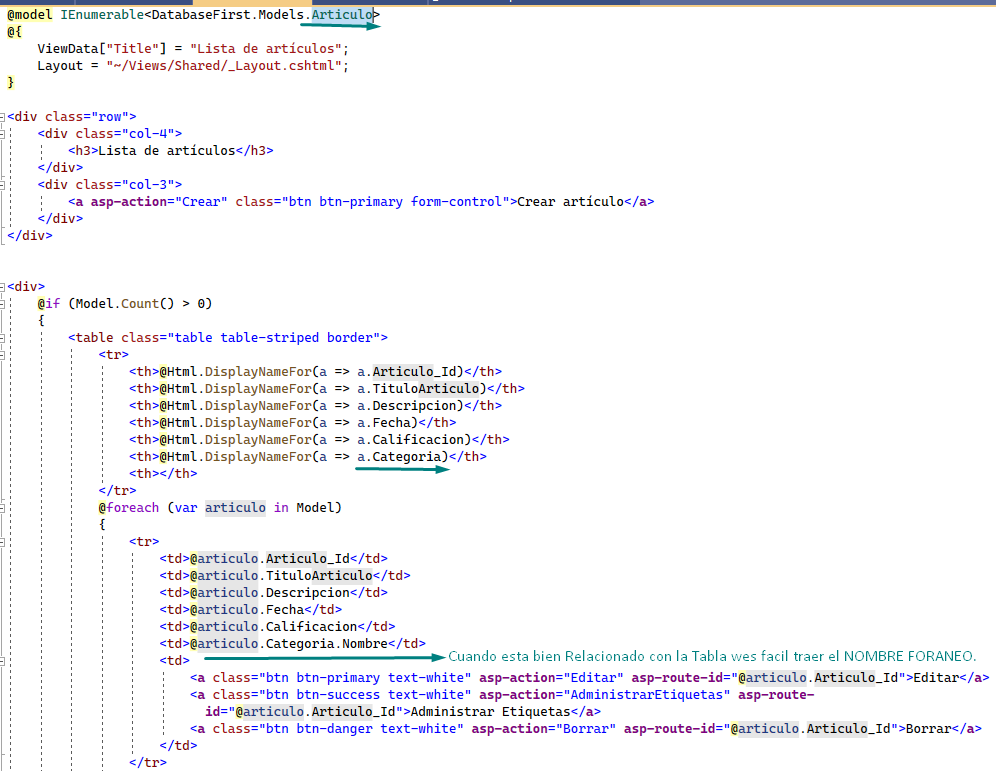 @model IEnumerable<DatabaseFirst.Models.Articulo>
@{
ViewData["Title"] = "Lista de artículos";
Layout = "~/Views/Shared/_Layout.cshtml";
}
<div class="row">
<div class="col-4">
<h3>Lista de artículos</h3>
</div>
<div class="col-3">
<a asp-action="Crear" class="btn btn-primary form-control">Crear artículo</a>
</div>
</div>
<div>
@if (Model.Count() > 0)
{
<table class="table table-striped border">
<tr>
<th>@Html.DisplayNameFor(a => a.Articulo_Id)</th>
<th>@Html.DisplayNameFor(a => a.TituloArticulo)</th>
<th>@Html.DisplayNameFor(a => a.Descripcion)</th>
<th>@Html.DisplayNameFor(a => a.Fecha)</th>
<th>@Html.DisplayNameFor(a => a.Calificacion)</th>
<th>@Html.DisplayNameFor(a => a.Categoria)</th>
<th></th>
</tr>
@foreach (var articulo in Model)
{
<tr>
<td>@articulo.Articulo_Id</td>
<td>@articulo.TituloArticulo</td>
<td>@articulo.Descripcion</td>
<td>@articulo.Fecha</td>
<td>@articulo.Calificacion</td>
<td>@articulo.Categoria.Nombre</td>
<td> Cuando esta bien Relacionado con la Tabla wes facil traer el NOMBRE FORANEO.
<a class="btn btn-primary text-white" asp-action="Editar" asp-route-id="@articulo.Articulo_Id">Editar</a>
<a class="btn btn-success text-white" asp-action="AdministrarEtiquetas" asp-route-
id="@articulo.Articulo_Id">Administrar Etiquetas</a>
<a class="btn btn-danger text-white" asp-action="Borrar" asp-route-id="@articulo.Articulo_Id">Borrar</a>
</td>
</tr>